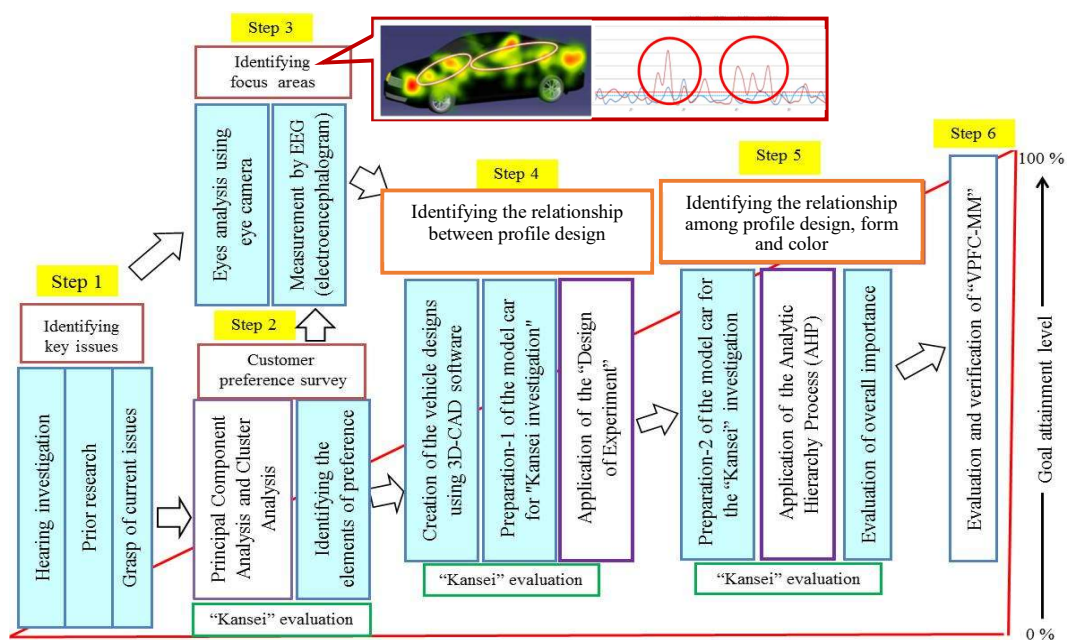 Step 1
Identifying
key issues
Hearing investigation
Prior research
Grasp of current issues
Step 2
Customer
preference survey
Principal Component
Analysis and Cluster
Analysis
Identifying the
elements of preference
“Kansei” evaluation
Step 3
Identifying
focus areas
Eyes analysis using
eye camera
Measurement by EEG
(electroencephalogram)
Step 4
Identifying the relationship
between profile design
Creation of the vehicle designs
using 3D-CAD software
Preparation-1 of the model car
for "Kansei investigation"
Application of the “Design
of Experiment”
“Kansei” evaluation
Step 5
Identifying the relationship
among profile design, form
and color
Preparation-2 of the model car for
the “Kansei” investigation
Application of the Analytic
Hierarchy Process (AHP)
Evaluation of overall importance
“Kansei” evaluation
Step 6
Evaluation and verification of “VPFC-MM”
100 %
Goal attainment level
0 %